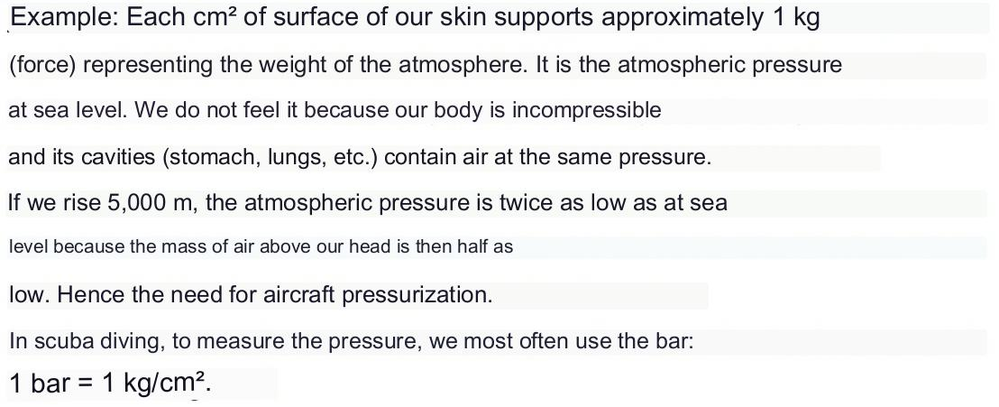 Example: Each cm² of surface of our skin supports approximately 1 kg
(force) representing the weight of the atmosphere. It is the atmospheric pressure
at sea level. We do not feel it because our body is incompressible
and its cavities (stomach, lungs, etc.) contain air at the same pressure.
If we rise 5,000 m, the atmospheric pressure is twice as low as at sea
level because the mass of air above our head is then half as
low. Hence the need for aircraft pressurization.
In scuba diving, to measure the pressure, we most often use the bar:
1 bar = 1 kg/cm².